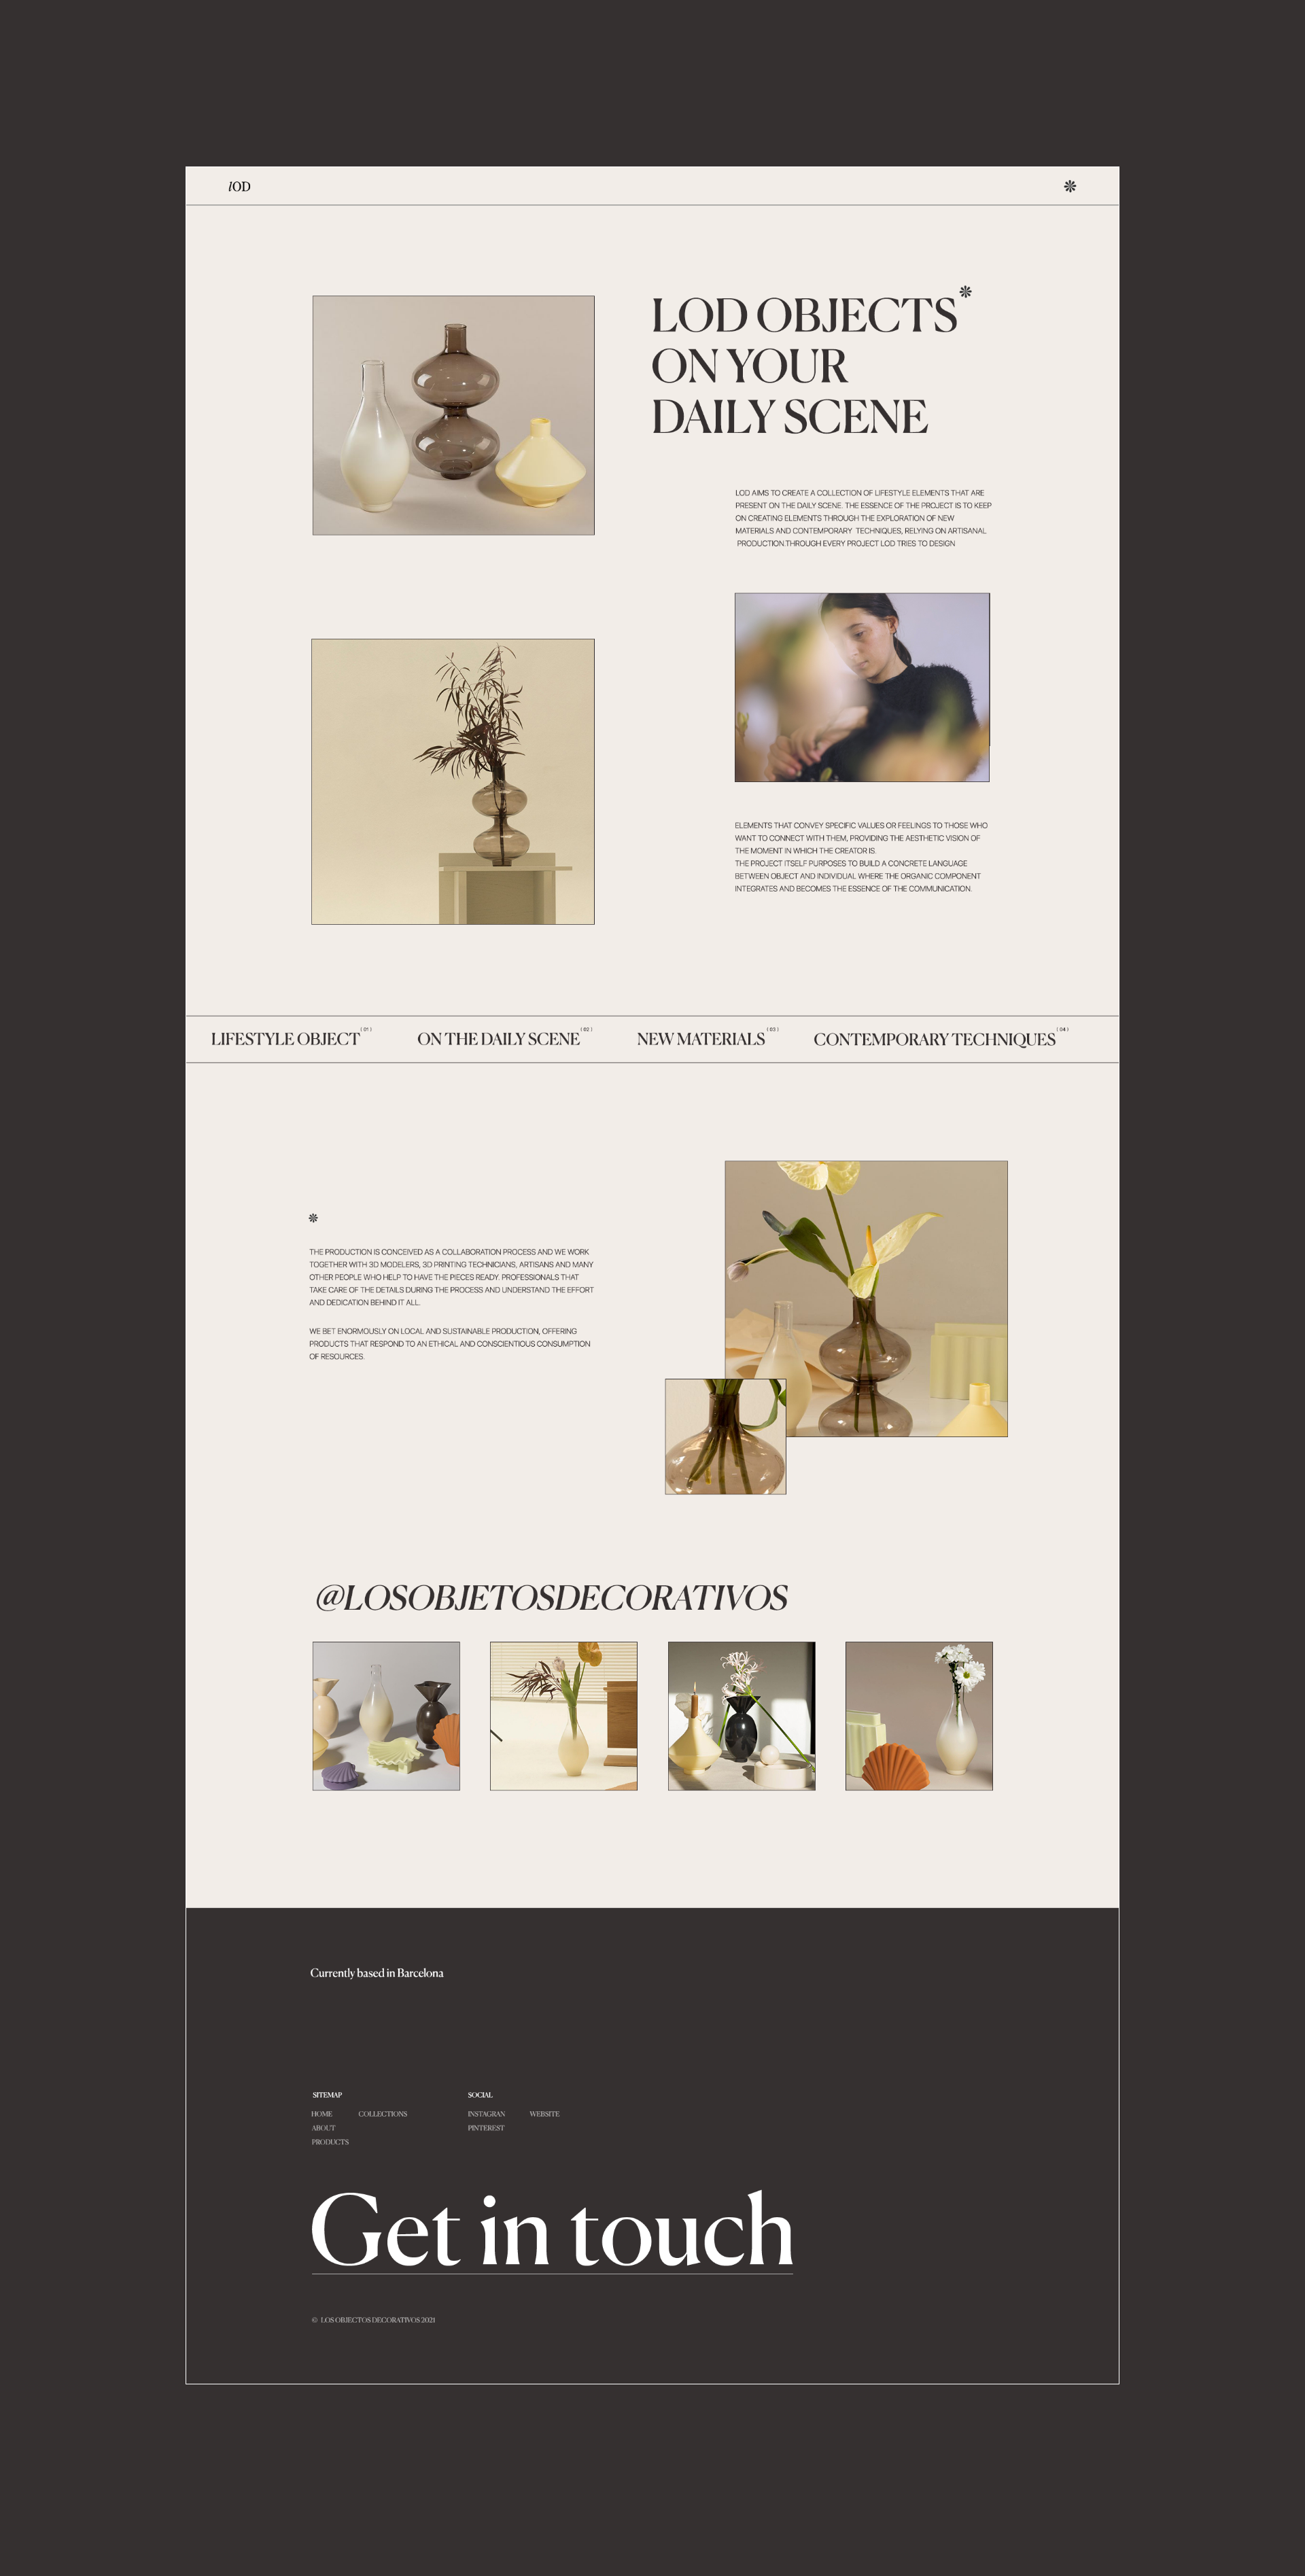 lOD
LOD OBJECTS
ON YOUR
DAILY SCENE
LOD AIMS TO CREATE A COLLECTION OF LIFESTYLE ELEMENTS THAT ARE
PRESENT ON THE DAILY SCENE. THE ESSENCE OF THE PROJECT IS TO KEEP
ON CREATING ELEMENTS THROUGH THE EXPLORATION OF NEW
MATERIALS AND CONTEMPORARY TECHNIQUES, RELYING ON ARTISANAL
PRODUCTION.THROUGH EVERY PROJECT LOD TRIES TO DESIGN
ELEMENTS THAT CONVEY SPECIFIC VALUES OR FEELINGS TO THOSE WHO
WANT TO CONNECT WITH THEM, PROVIDING THE AESTHETIC VISION OF
THE MOMENT IN WHICH THE CREATOR IS.
THE PROJECT ITSELF PURPOSES TO BUILD A CONCRETE LANGUAGE
BETWEEN OBJECT AND INDIVIDUAL WHERE THE ORGANIC COMPONENT
INTEGRATES AND BECOMES THE ESSENCE OF THE COMMUNICATION.
LIFESTYLE OBJECT (01) ON THE DAILY SCENE (02) NEW MATERIALS (03) CONTEMPORARY TECHNIQUES (04)
THE PRODUCTION IS CONCEIVED AS A COLLABORATION PROCESS AND WE WORK
TOGETHER WITH 3D MODELERS, 3D PRINTING TECHNICIANS, ARTISANS AND MANY
OTHER PEOPLE WHO HELP TO HAVE THE PIECES READY. PROFESSIONALS THAT
TAKE CARE OF THE DETAILS DURING THE PROCESS AND UNDERSTAND THE EFFORT
AND DEDICATION BEHIND IT ALL.
WE BET ENORMOUSLY ON LOCAL AND SUSTAINABLE PRODUCTION, OFFERING
PRODUCTS THAT RESPOND TO AN ETHICAL AND CONSCIENTIOUS CONSUMPTION
OF RESOURCES.
@LOSOBJETOSDECORATIVOS
Currently based in Barcelona
SITEMAP
HOME COLLECTIONS
ABOUT
PRODUCTS
SOCIAL
INSTAGRAN WEBSITE
PINTEREST
Get in touch
© LOS OBJECTOS DECORATIVOS 2021